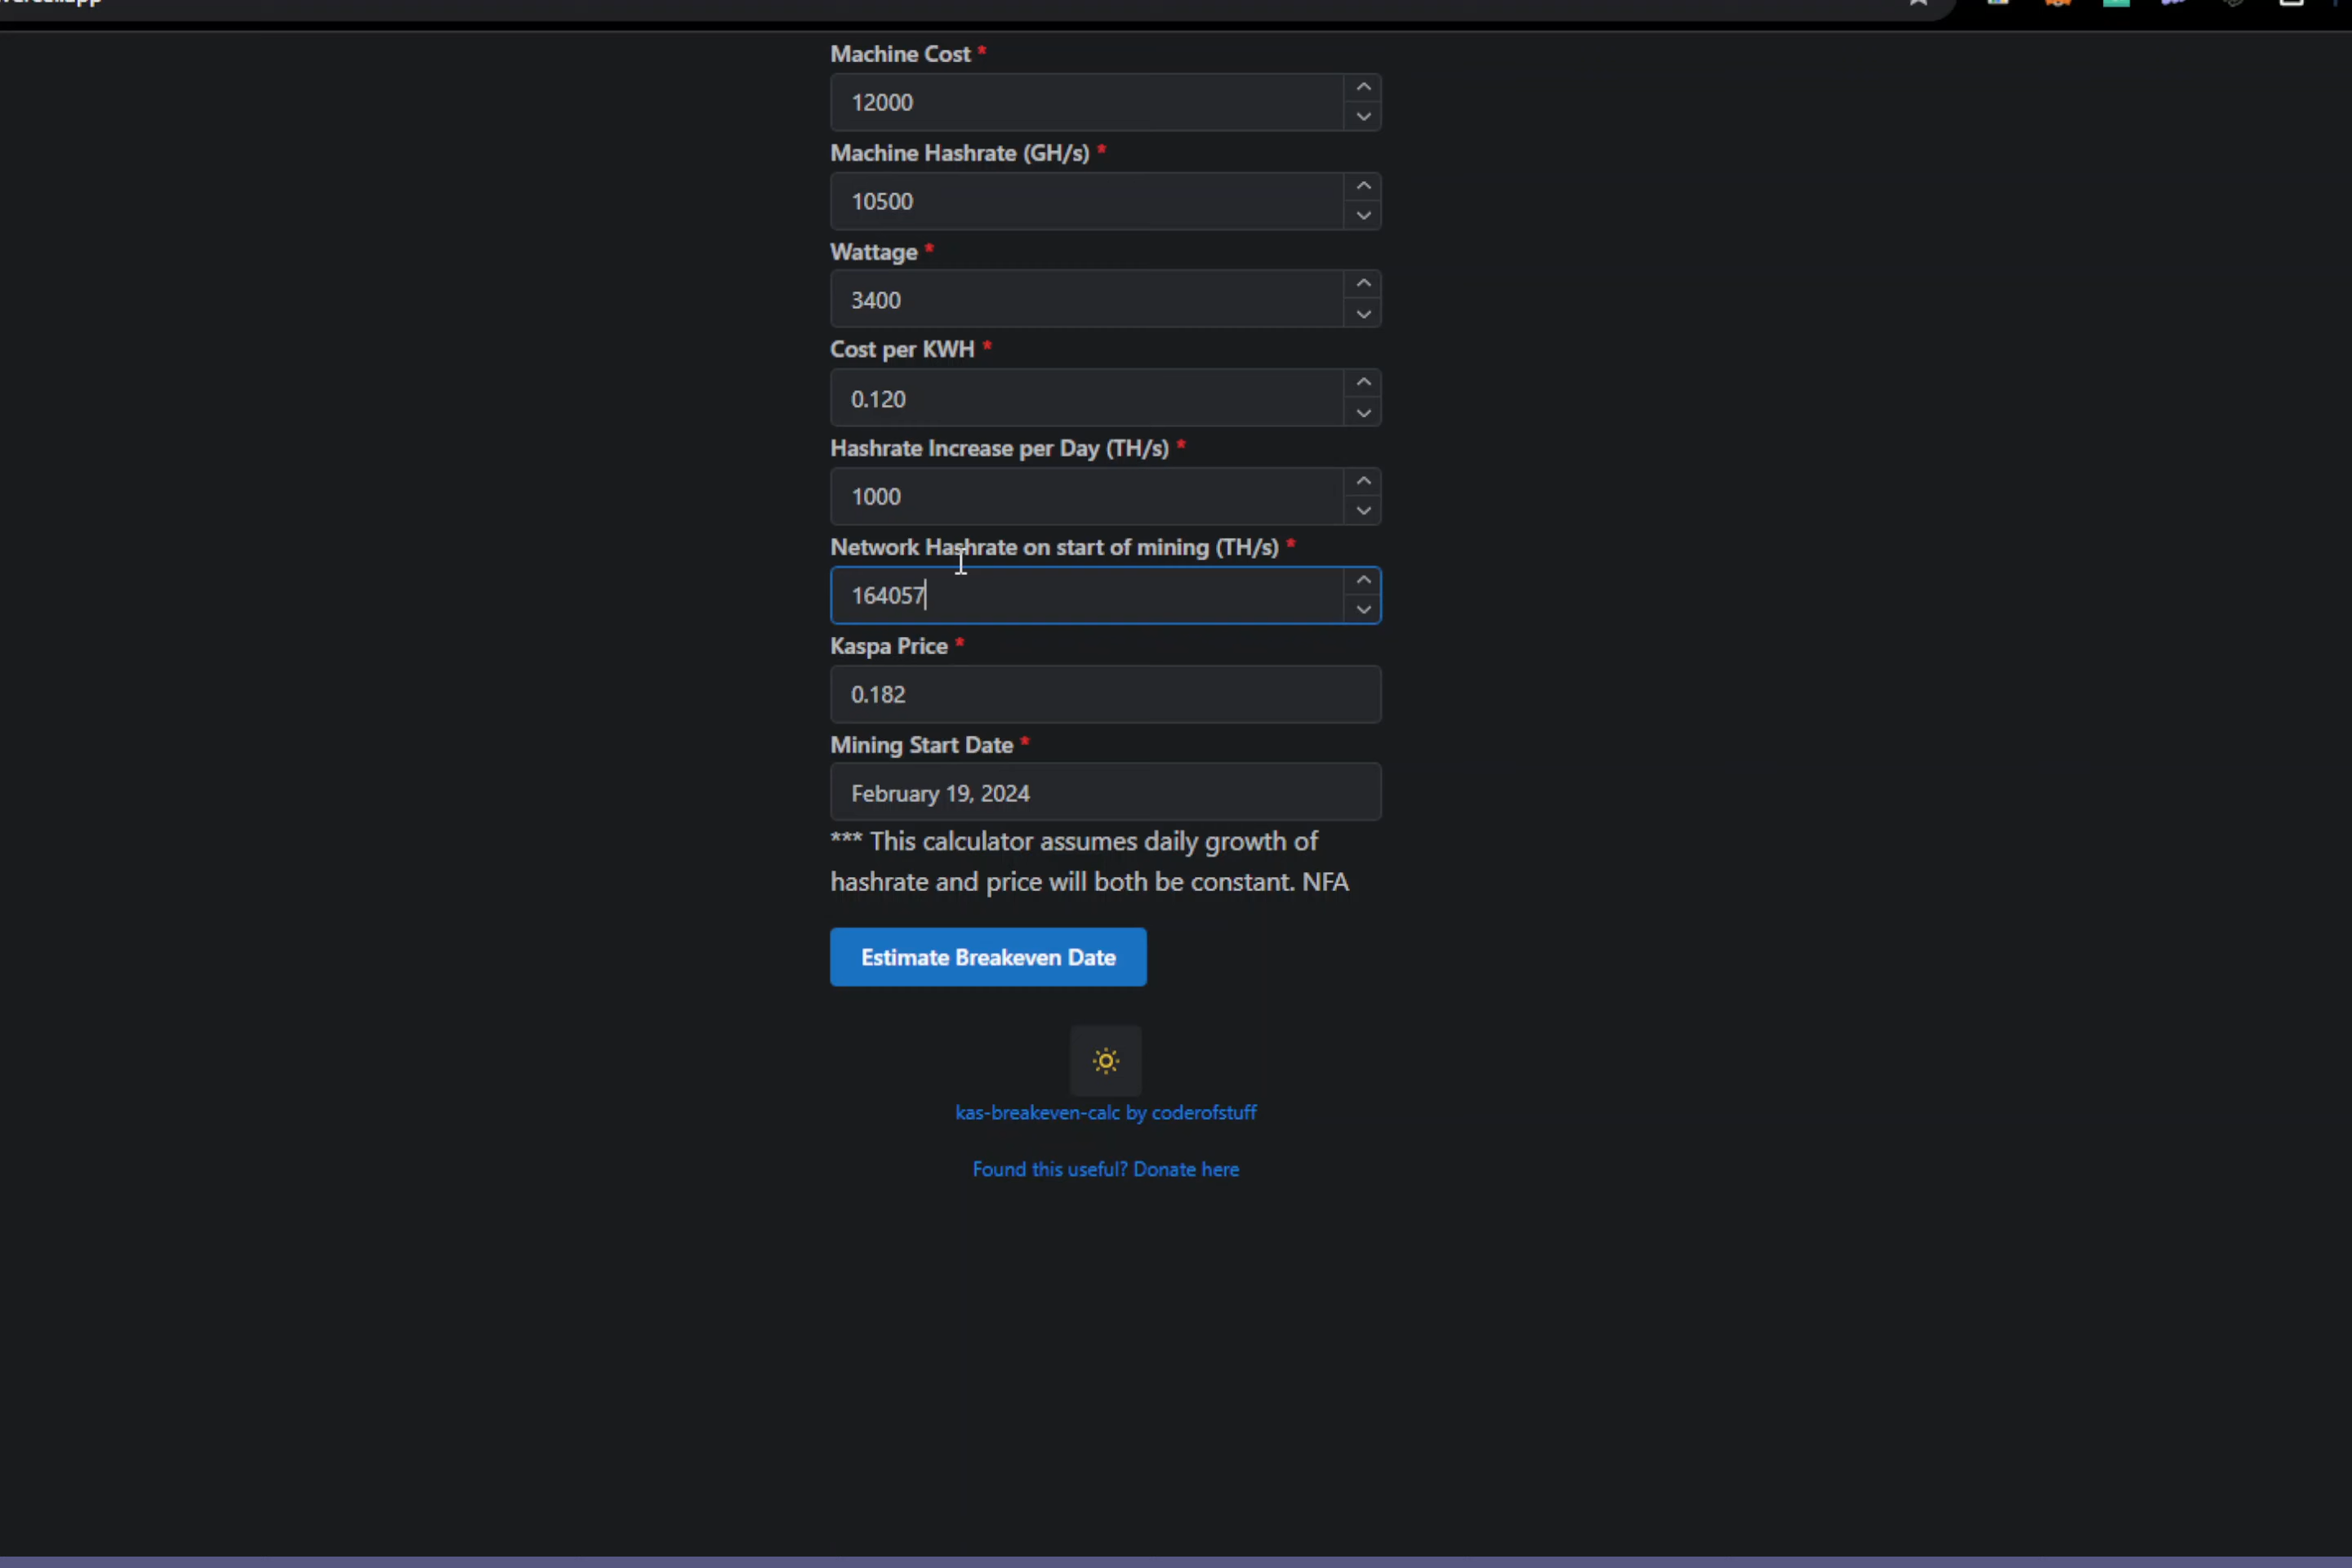 Machine Cost *
12000
Machine Hashrate (GH/s) *
10500
Wattage *
3400
Cost per KWH *
0.120
Hashrate Increase per Day (TH/s) *
1000
Network Hashrate on start of mining (TH/s) *
164057
Kaspa Price *
0.182
Mining Start Date *
February 19, 2024
*** This calculator assumes daily growth of
hashrate and price will both be constant. NFA
Estimate Breakeven Date
kas-breakeven-calc by coderofstuff
Found this useful? Donate here